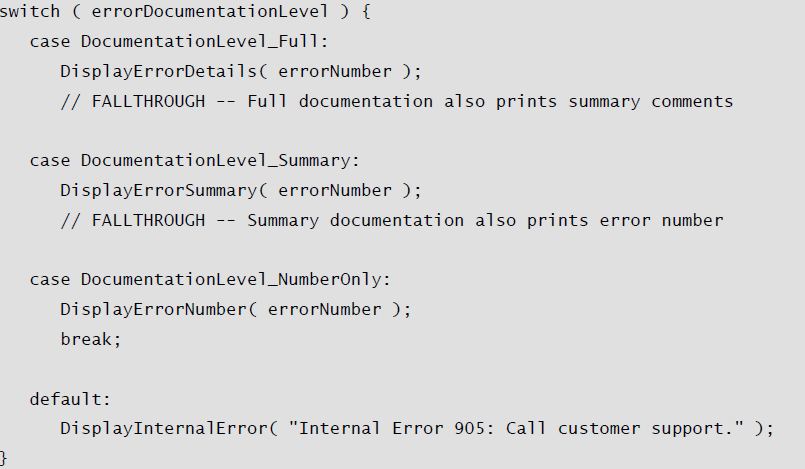 switch ( errorDocumentationLevel ) {
   case DocumentationLevel_Full:
      DisplayErrorDetails( errorNumber );
      // FALLTHROUGH -- Full documentation also prints summary comments
   case DocumentationLevel_Summary:
      DisplayErrorSummary( errorNumber );
      // FALLTHROUGH -- Summary documentation also prints error number
   case DocumentationLevel_NumberOnly:
      DisplayErrorNumber( errorNumber );
      break;
   default:
      DisplayInternalError( "Internal Error 905: Call customer support." );
}